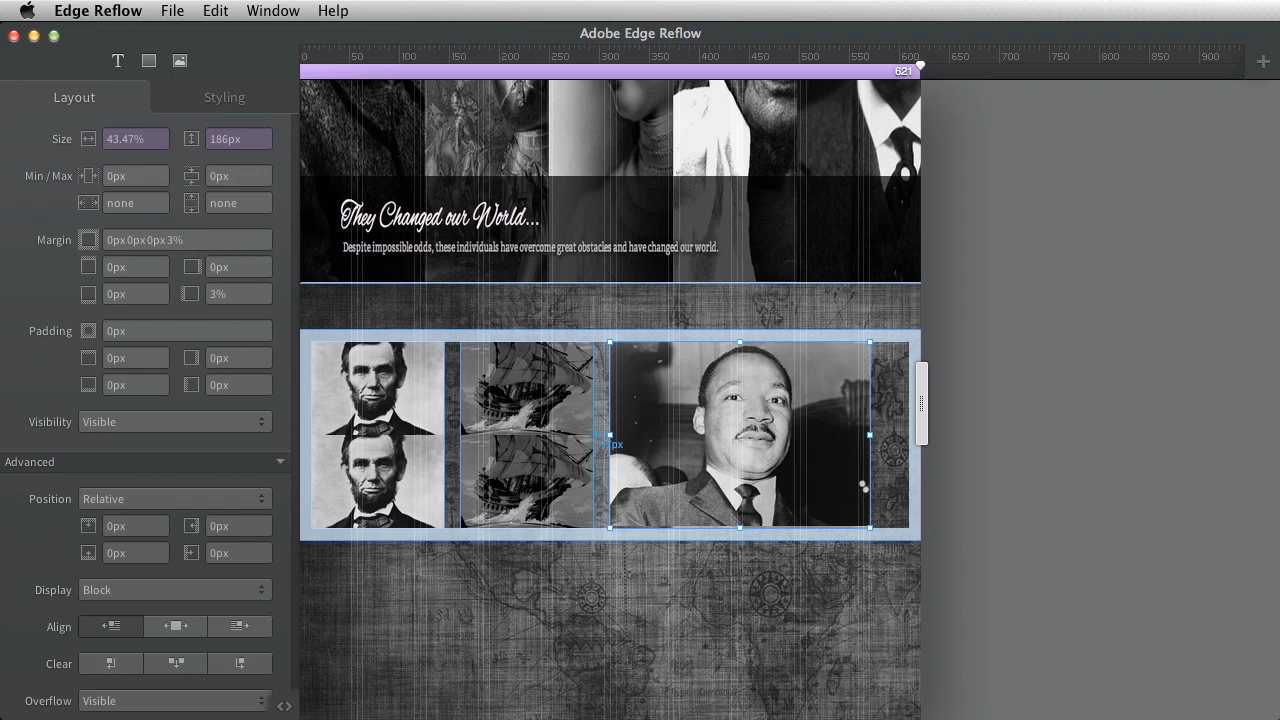 Edge Reflow File Edit Window Help
Adobe Edge Reflow
T
0 50 100 150 200 250 300 350 400 450 500 550 600 650 700 750 800 850 900
621
Layout Styling
Size 43.47% 186px
Min / Max 0px 0px
none none
Margin 0px 0px 0px 3%
0px 0px
0px 3%
Padding 0px
0px 0px
0px 0px
Visibility Visible
Advanced
Position Relative
0px 0px
0px 0px
Display Block
Align
Clear
Overflow Visible
They Changed our World...
Despite impossible odds, these individuals have overcome great obstacles and have changed our world.
px